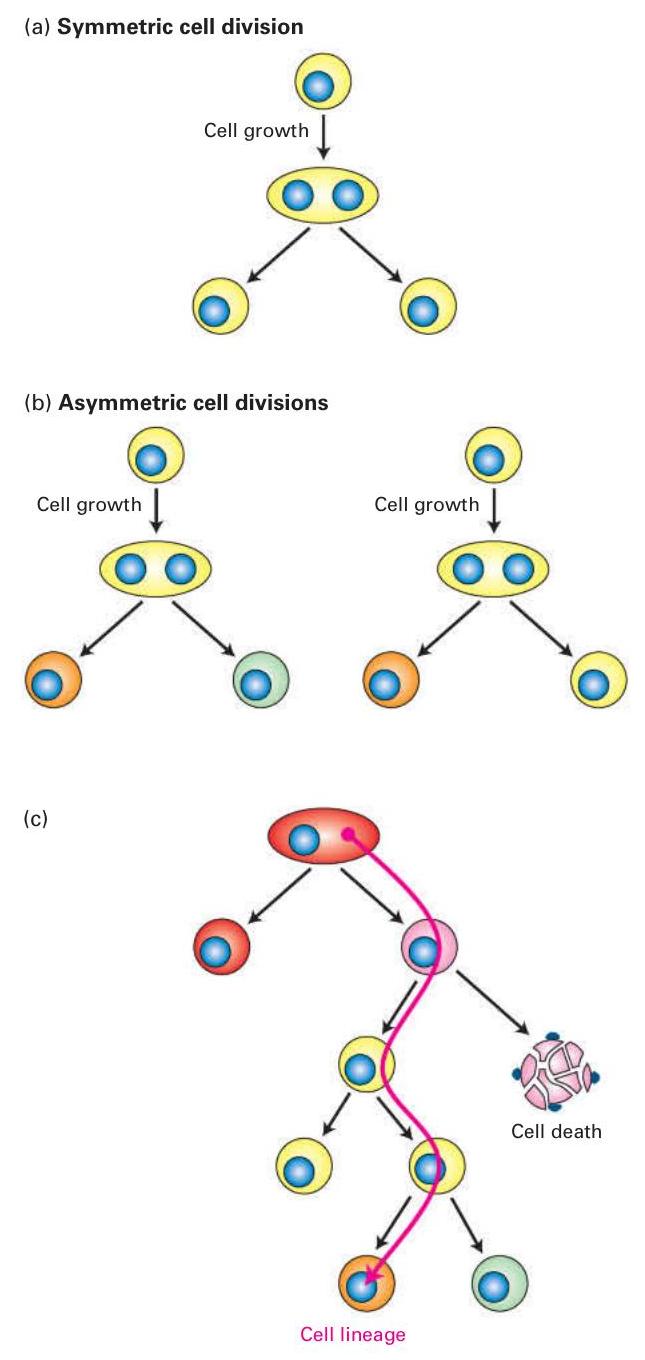 (a) Symmetric cell division
Cell growth
(b) Asymmetric cell divisions
Cell growth
Cell growth
(c)
Cell death
Cell lineage